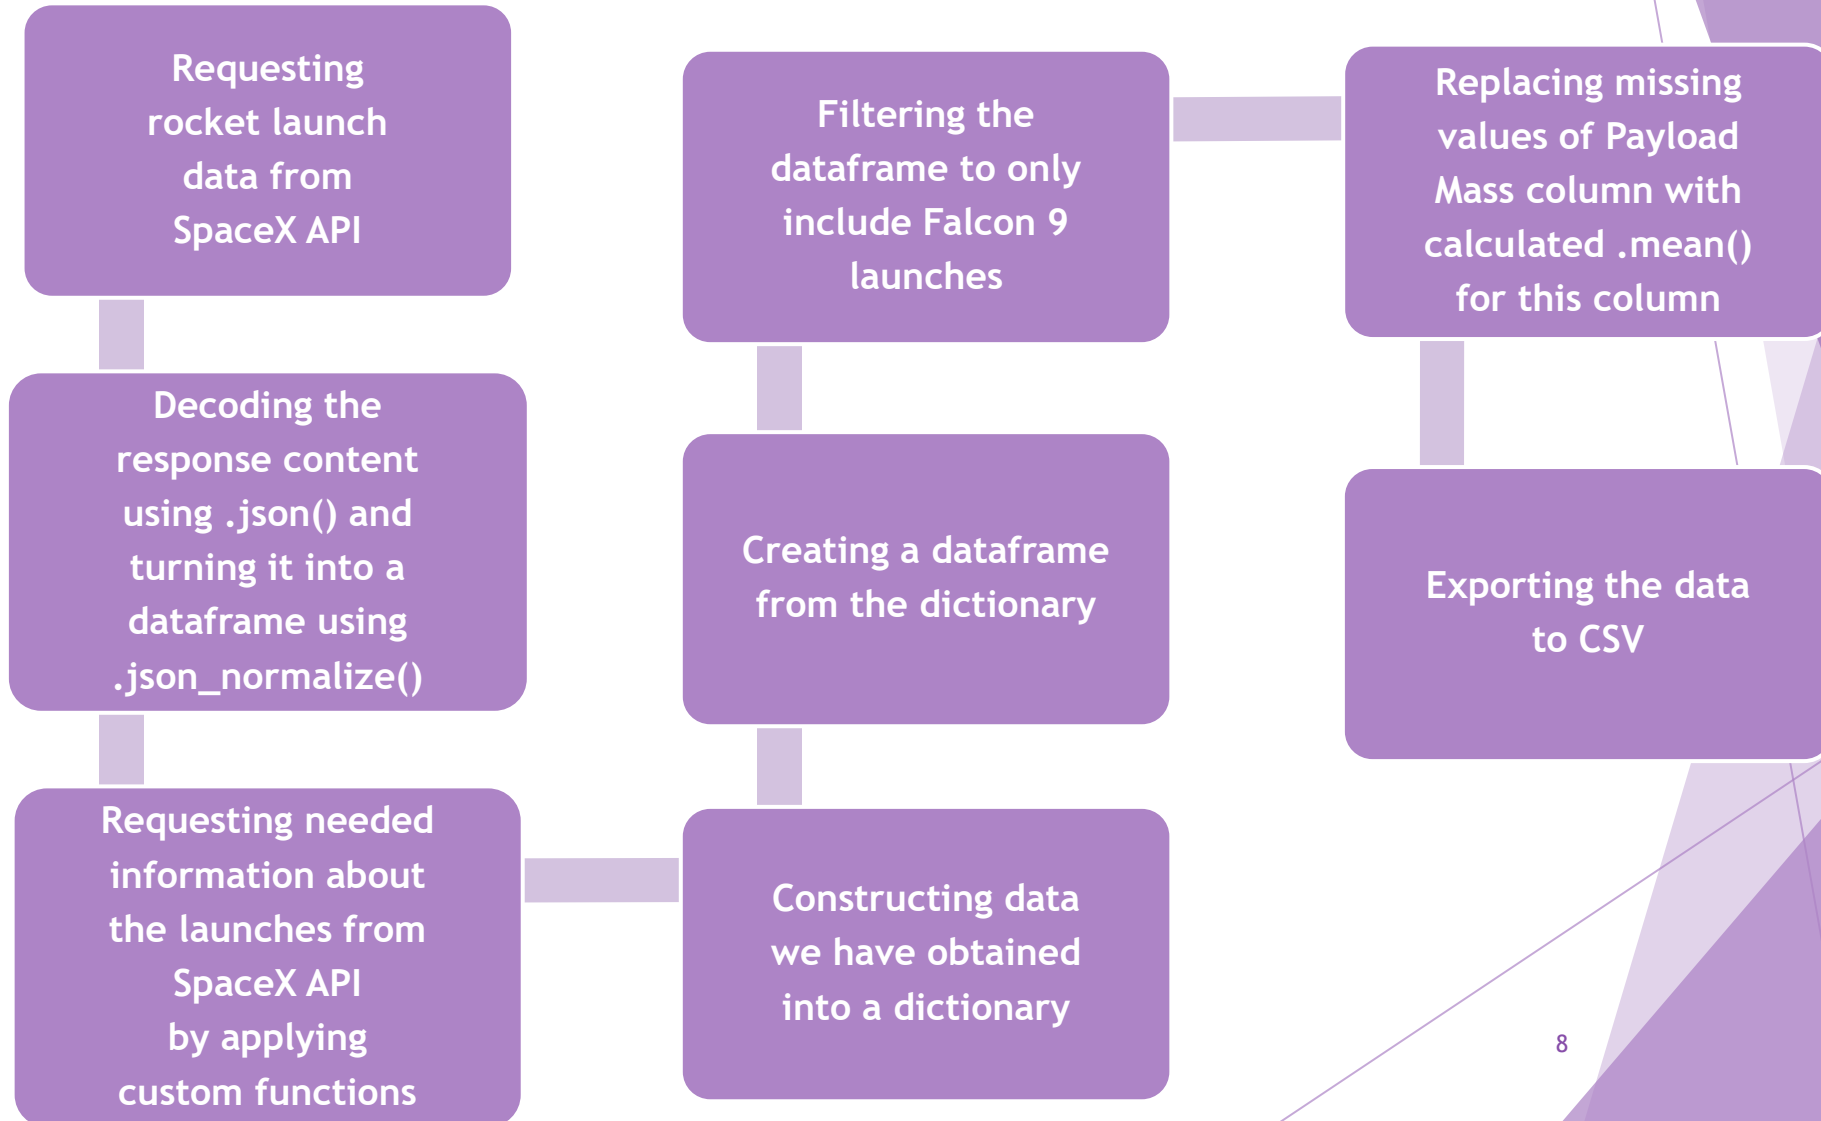 Requesting
rocket launch
data from
SpaceX API
Decoding the
response content
using .json() and
turning it into a
dataframe using
.json_normalize()
Requesting needed
information about
the launches from
SpaceX API
by applying
custom functions
Constructing data
we have obtained
into a dictionary
Creating a dataframe
from the dictionary
Filtering the
dataframe to only
include Falcon 9
launches
Replacing missing
values of Payload
Mass column with
calculated .mean()
for this column
Exporting the data
to CSV
8